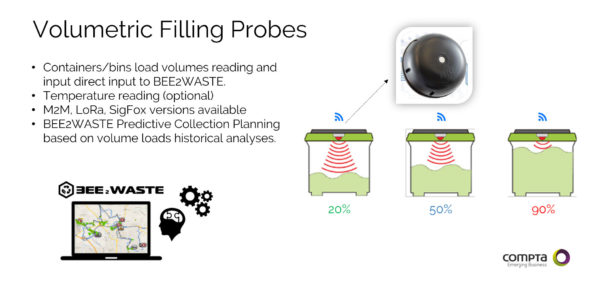 Volumetric Filling Probes
• Containers/bins load volumes reading and
input direct input to BEE2WASTE.
• Temperature reading (optional)
• M2M, LoRa, SigFox versions available
• BEE2WASTE Predictive Collection Planning
based on volume loads historical analyses.
BEE2WASTE
20%
50%
90%
compta
Emerging Business